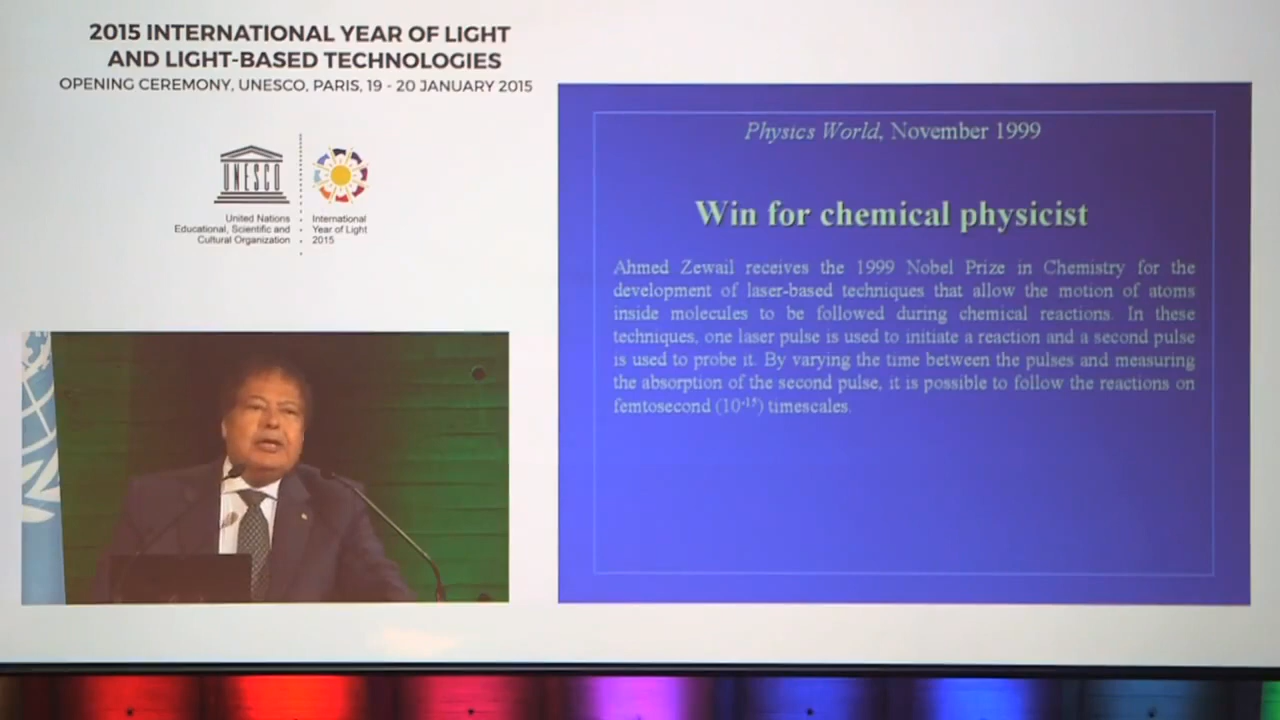 2015 INTERNATIONAL YEAR OF LIGHT
AND LIGHT-BASED TECHNOLOGIES
OPENING CEREMONY, UNESCO, PARIS, 19 - 20 JANUARY 2015
UNESCO
United Nations
Educational, Scientific and
Cultural Organization
International
Year of Light
2015
Physics World, November 1999
Win for chemical physicist
Ahmed Zewail receives the 1999 Nobel Prize in Chemistry for the
development of laser-based techniques that allow the motion of atoms
inside molecules to be followed during chemical reactions. In these
techniques, one laser pulse is used to initiate a reaction and a second pulse
is used to probe it. By varying the time between the pulses and measuring
the absorption of the second pulse, it is possible to follow the reactions on
femtosecond (10⁻¹⁵) timescales.